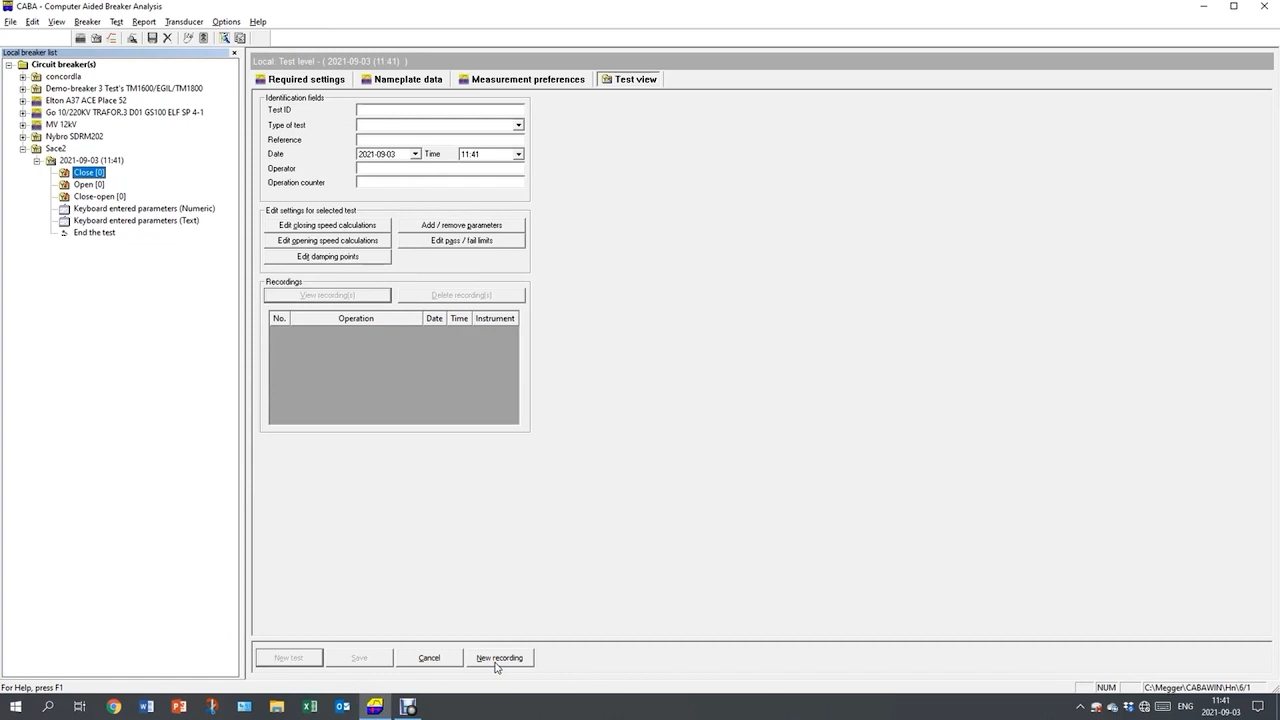 CABA - Computer Aided Breaker Analysis
File Edit View Breaker Test Report Transducer Options Help
Local breaker list
Circuit breaker(s)
concordia
Demo-breaker 3 Test's TM1600/EGIL/TM1800
Elton A37 ACE Place 52
Go 10/220KV TRAFOR.3 D01 GS100 ELF SP 4-1
MV 12kV
Nybro SDRM202
Sace2
2021-09-03 (11:41)
Close [0]
Open [0]
Close-open [0]
Keyboard entered parameters (Numeric)
Keyboard entered parameters (Text)
End the test
Local. Test level - ( 2021-09-03 (11:41) )
Required settings Nameplate data Measurement preferences Test view
Identification fields
Test ID
Type of test
Reference
Date 2021-09-03 Time 11:41
Operator
Operation counter
Edit settings for selected test
Edit closing speed calculations Add / remove parameters
Edit opening speed calculations Edit pass / fail limits
Edit damping points
Recordings
View recording(s) Delete recording(s)
No. Operation Date Time Instrument
New test Save Cancel New recording
For Help, press F1 NUM C:\Megger\CABAWIN\Hn\6/1
ENG 11:41
2021-09-03